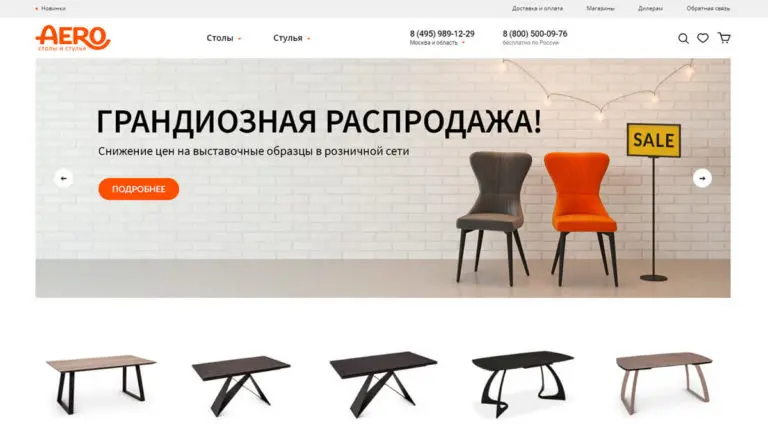 Новинки
Доставка и оплата
Магазины
Дилерам
Обратная связь
AERO
столы и стулья
Столы
Стулья
8 (495) 989-12-29
Москва и область
8 (800) 500-09-76
бесплатно по России
ГРАНДИОЗНАЯ РАСПРОДАЖА!
Снижение цен на выставочные образцы в розничной сети
ПОДРОБНЕЕ
SALE